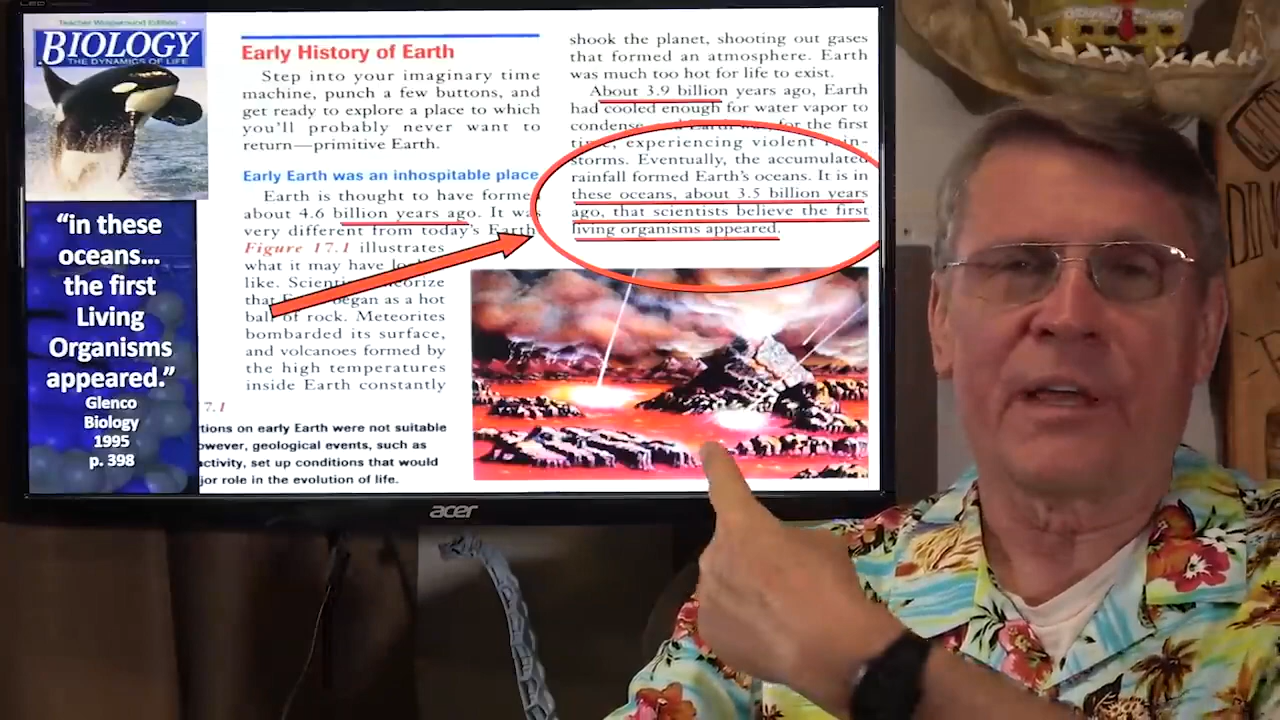 Teacher Wraparound Edition
BIOLOGY
THE DYNAMICS OF LIFE
"in these
oceans...
the first
Living
Organisms
appeared."
Glenco
Biology
1995
p. 398
Early History of Earth
Step into your imaginary time
machine, punch a few buttons, and
get ready to explore a place to which
you'll probably never want to
return—primitive Earth.
Early Earth was an inhospitable place
Earth is thought to have forme
about 4.6 billion years ago. It was
very different from today's Earth
Figure 17.1 illustrates
what it may have
like.
began as a hot
ball of rock. Meteorites
bombarded its surface,
and volcanoes formed by
the high temperatures
inside Earth constantly
7.1
tions on early Earth were not suitable
owever, geological events, such as
activity, set up conditions that would
jor role in the evolution of life.
shook the planet, shooting out gases
that formed an atmosphere. Earth
was much too hot for life to exist.
About 3.9 billion years ago, Earth
had cooled enough for water vapor to
condense, for the first
experiencing violent rain-
storms. Eventually, the accumulated
rainfall formed Earth's oceans. It is in
these oceans, about 3.5 billion years
ago, that scientists believe the first
living organisms appeared.
acer
DIN